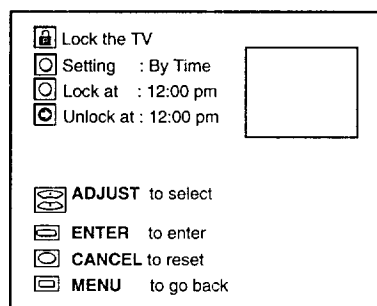 Lock the TV
Setting : By Time
Lock at : 12:00 pm
Unlock at : 12:00 pm
ADJUST to select
ENTER to enter
CANCEL to reset
MENU to go back